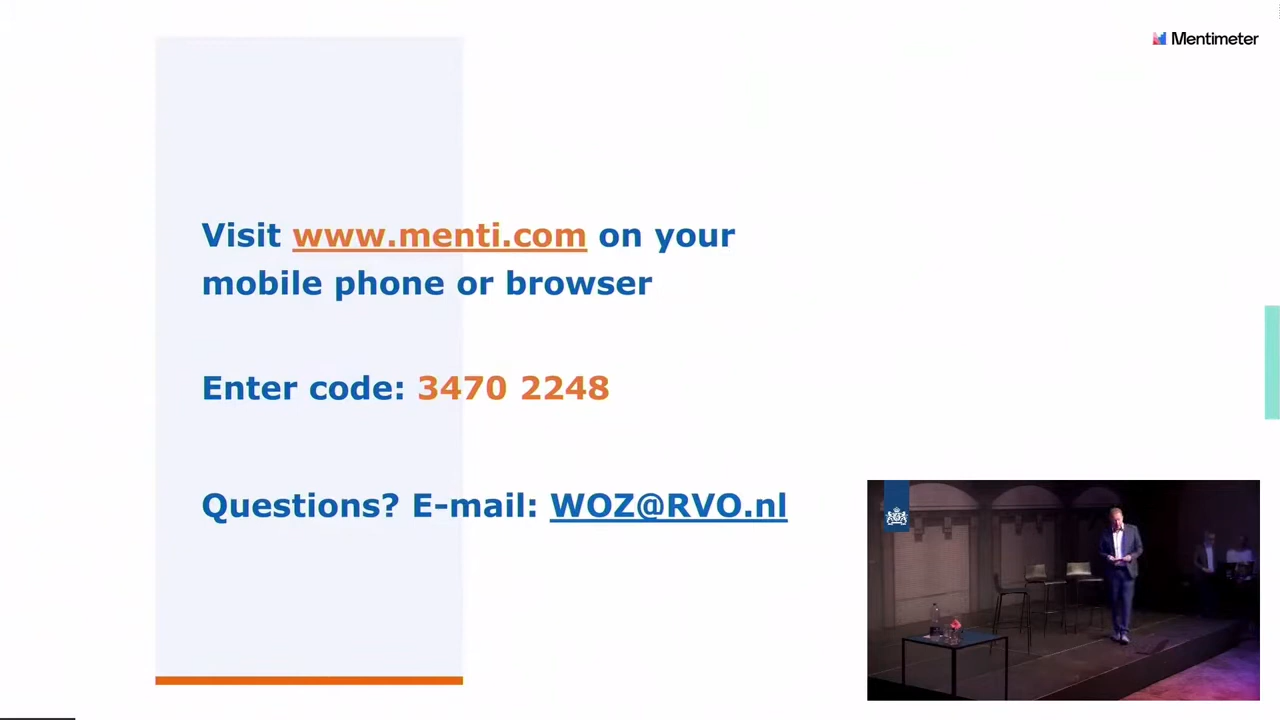 Mentimeter
Visit www.menti.com on your
mobile phone or browser
Enter code: 3470 2248
Questions? E-mail: WOZ@RVO.nl